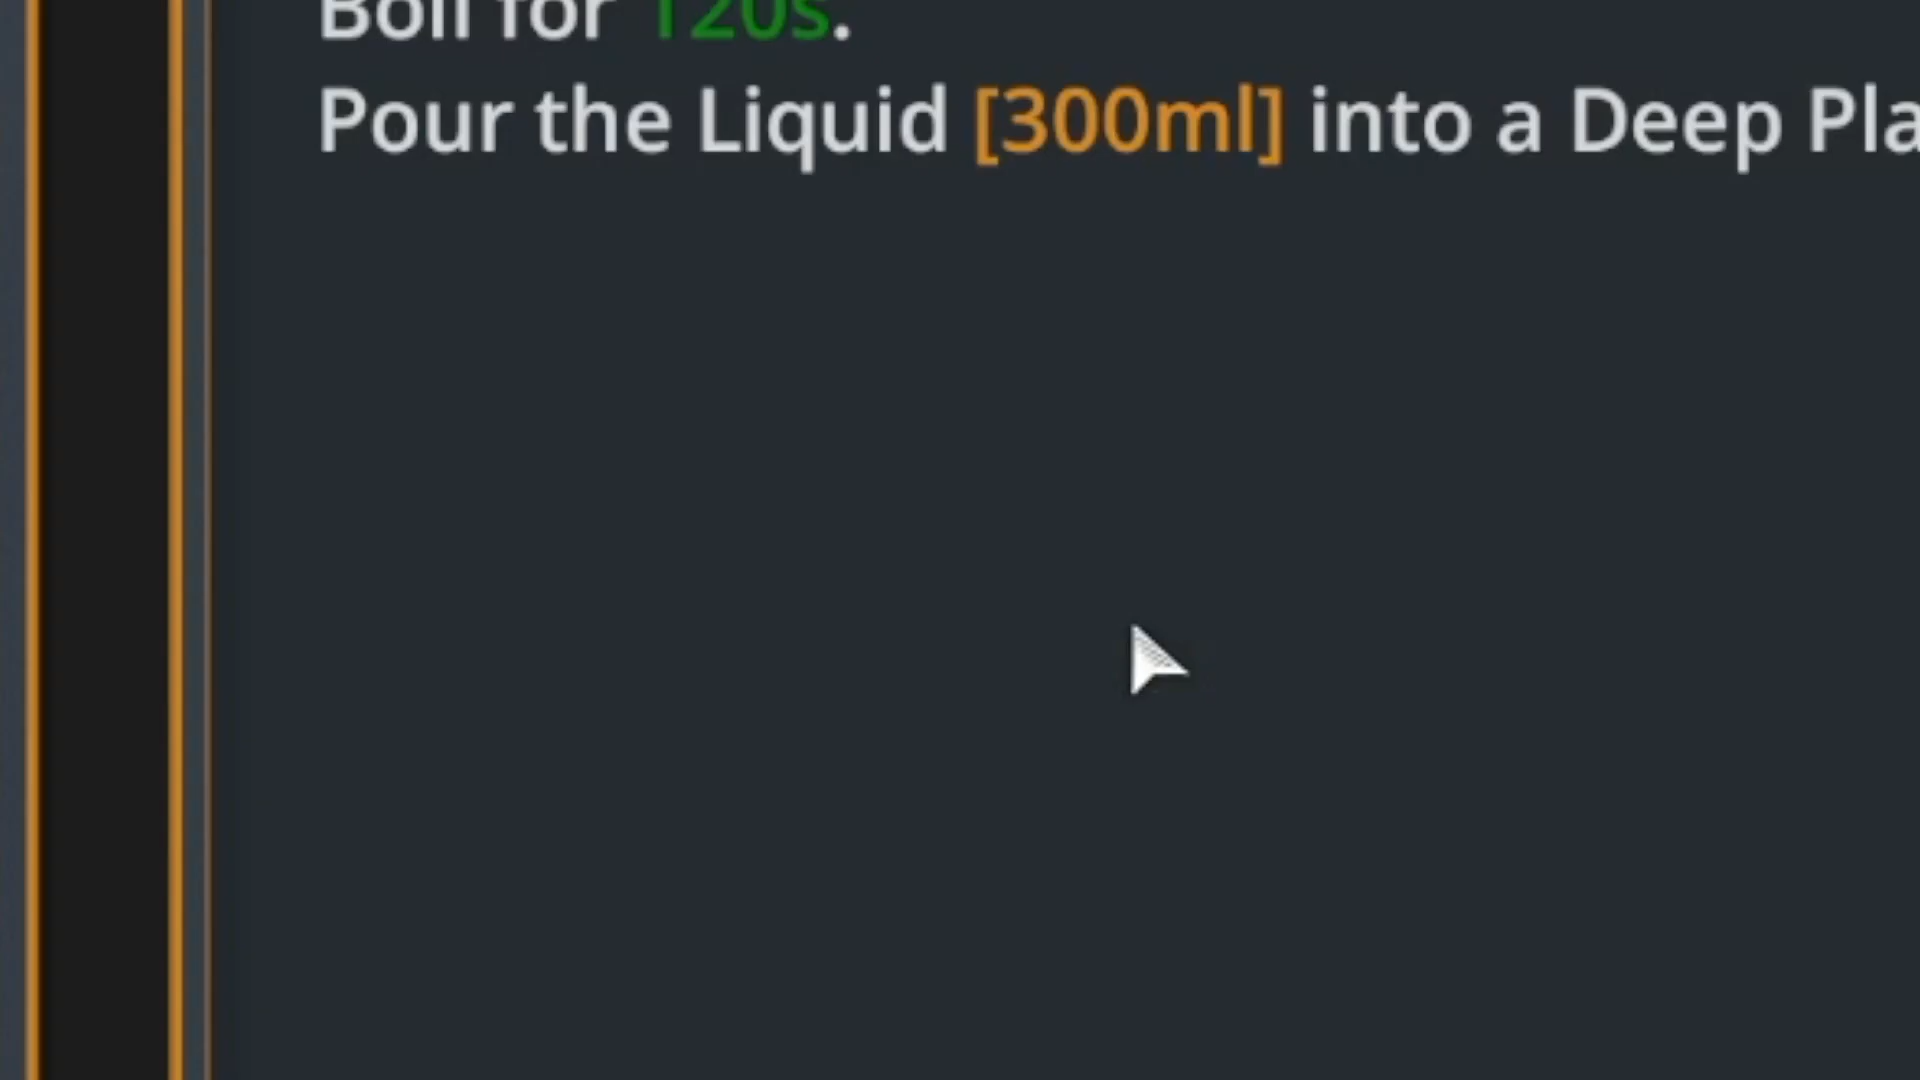 Boil for 120s.
Pour the Liquid [300ml] into a Deep Pla